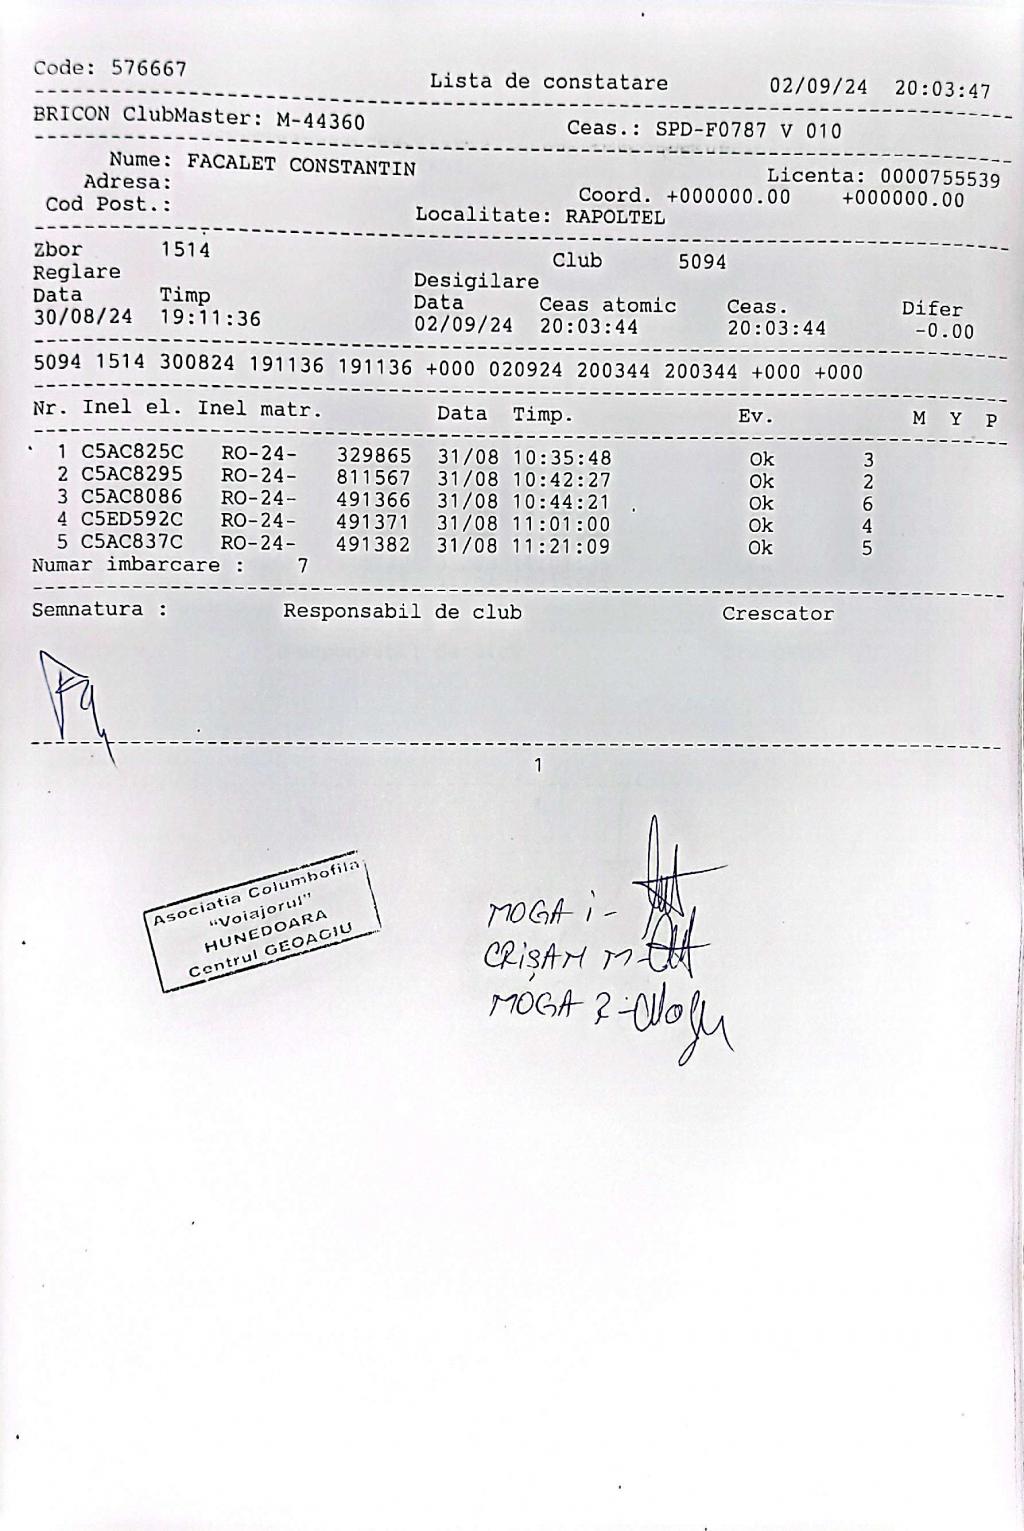 Code: 576667 Lista de constatare 02/09/24 20:03:47
BRICON ClubMaster: M-44360 Ceas.: SPD-F0787 V 010
Nume: FACALET CONSTANTIN Licenta: 0000755539
Adresa: Coord. +000000.00 +000000.00
Cod Post.: Localitate: RAPOLTEL
Zbor 1514 Club 5094
Reglare Desigilare
Data Timp Data Ceas atomic Ceas. Difer
30/08/24 19:11:36 02/09/24 20:03:44 20:03:44 -0.00
5094 1514 300824 191136 191136 +000 020924 200344 200344 +000 +000
Nr. Inel el. Inel matr. Data Timp. Ev. M Y P
1 C5AC825C RO-24- 329865 31/08 10:35:48 Ok 3
2 C5AC8295 RO-24- 811567 31/08 10:42:27 Ok 2
3 C5AC8086 RO-24- 491366 31/08 10:44:21 Ok 6
4 C5ED592C RO-24- 491371 31/08 11:01:00 Ok 4
5 C5AC837C RO-24- 491382 31/08 11:21:09 Ok 5
Numar imbarcare : 7
Semnatura : Responsabil de club Crescator
1
Asociatia Columbofila
"Voiajorul"
HUNEDOARA
Centrul GEOAGIU
MOGA i -
CRIȘAN M -
MOGA